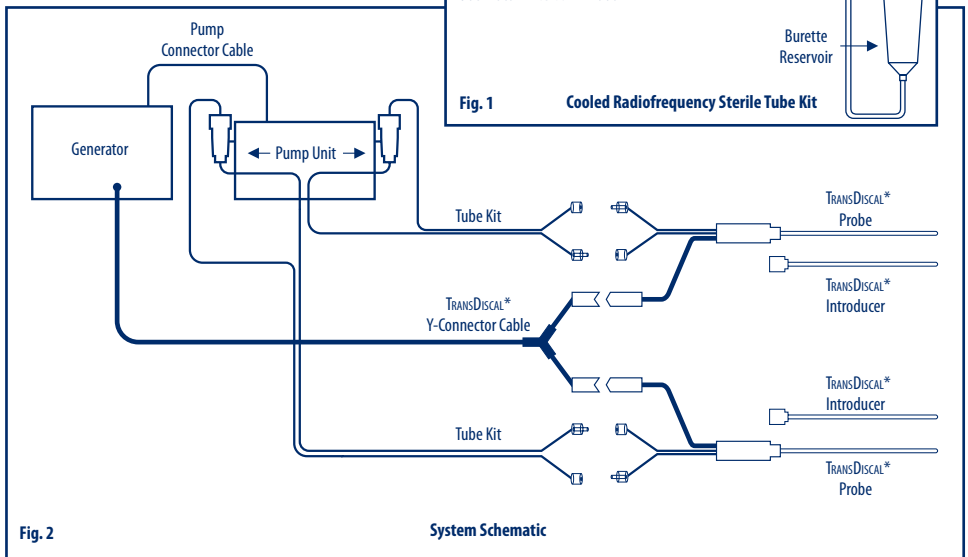 Burette
Reservoir
Fig. 1
Cooled Radiofrequency Sterile Tube Kit
Pump
Connector Cable
Generator
Pump Unit
Tube Kit
TransDiscal*
Probe
TransDiscal*
Introducer
TransDiscal*
Y-Connector Cable
TransDiscal*
Introducer
Tube Kit
TransDiscal*
Probe
Fig. 2
System Schematic